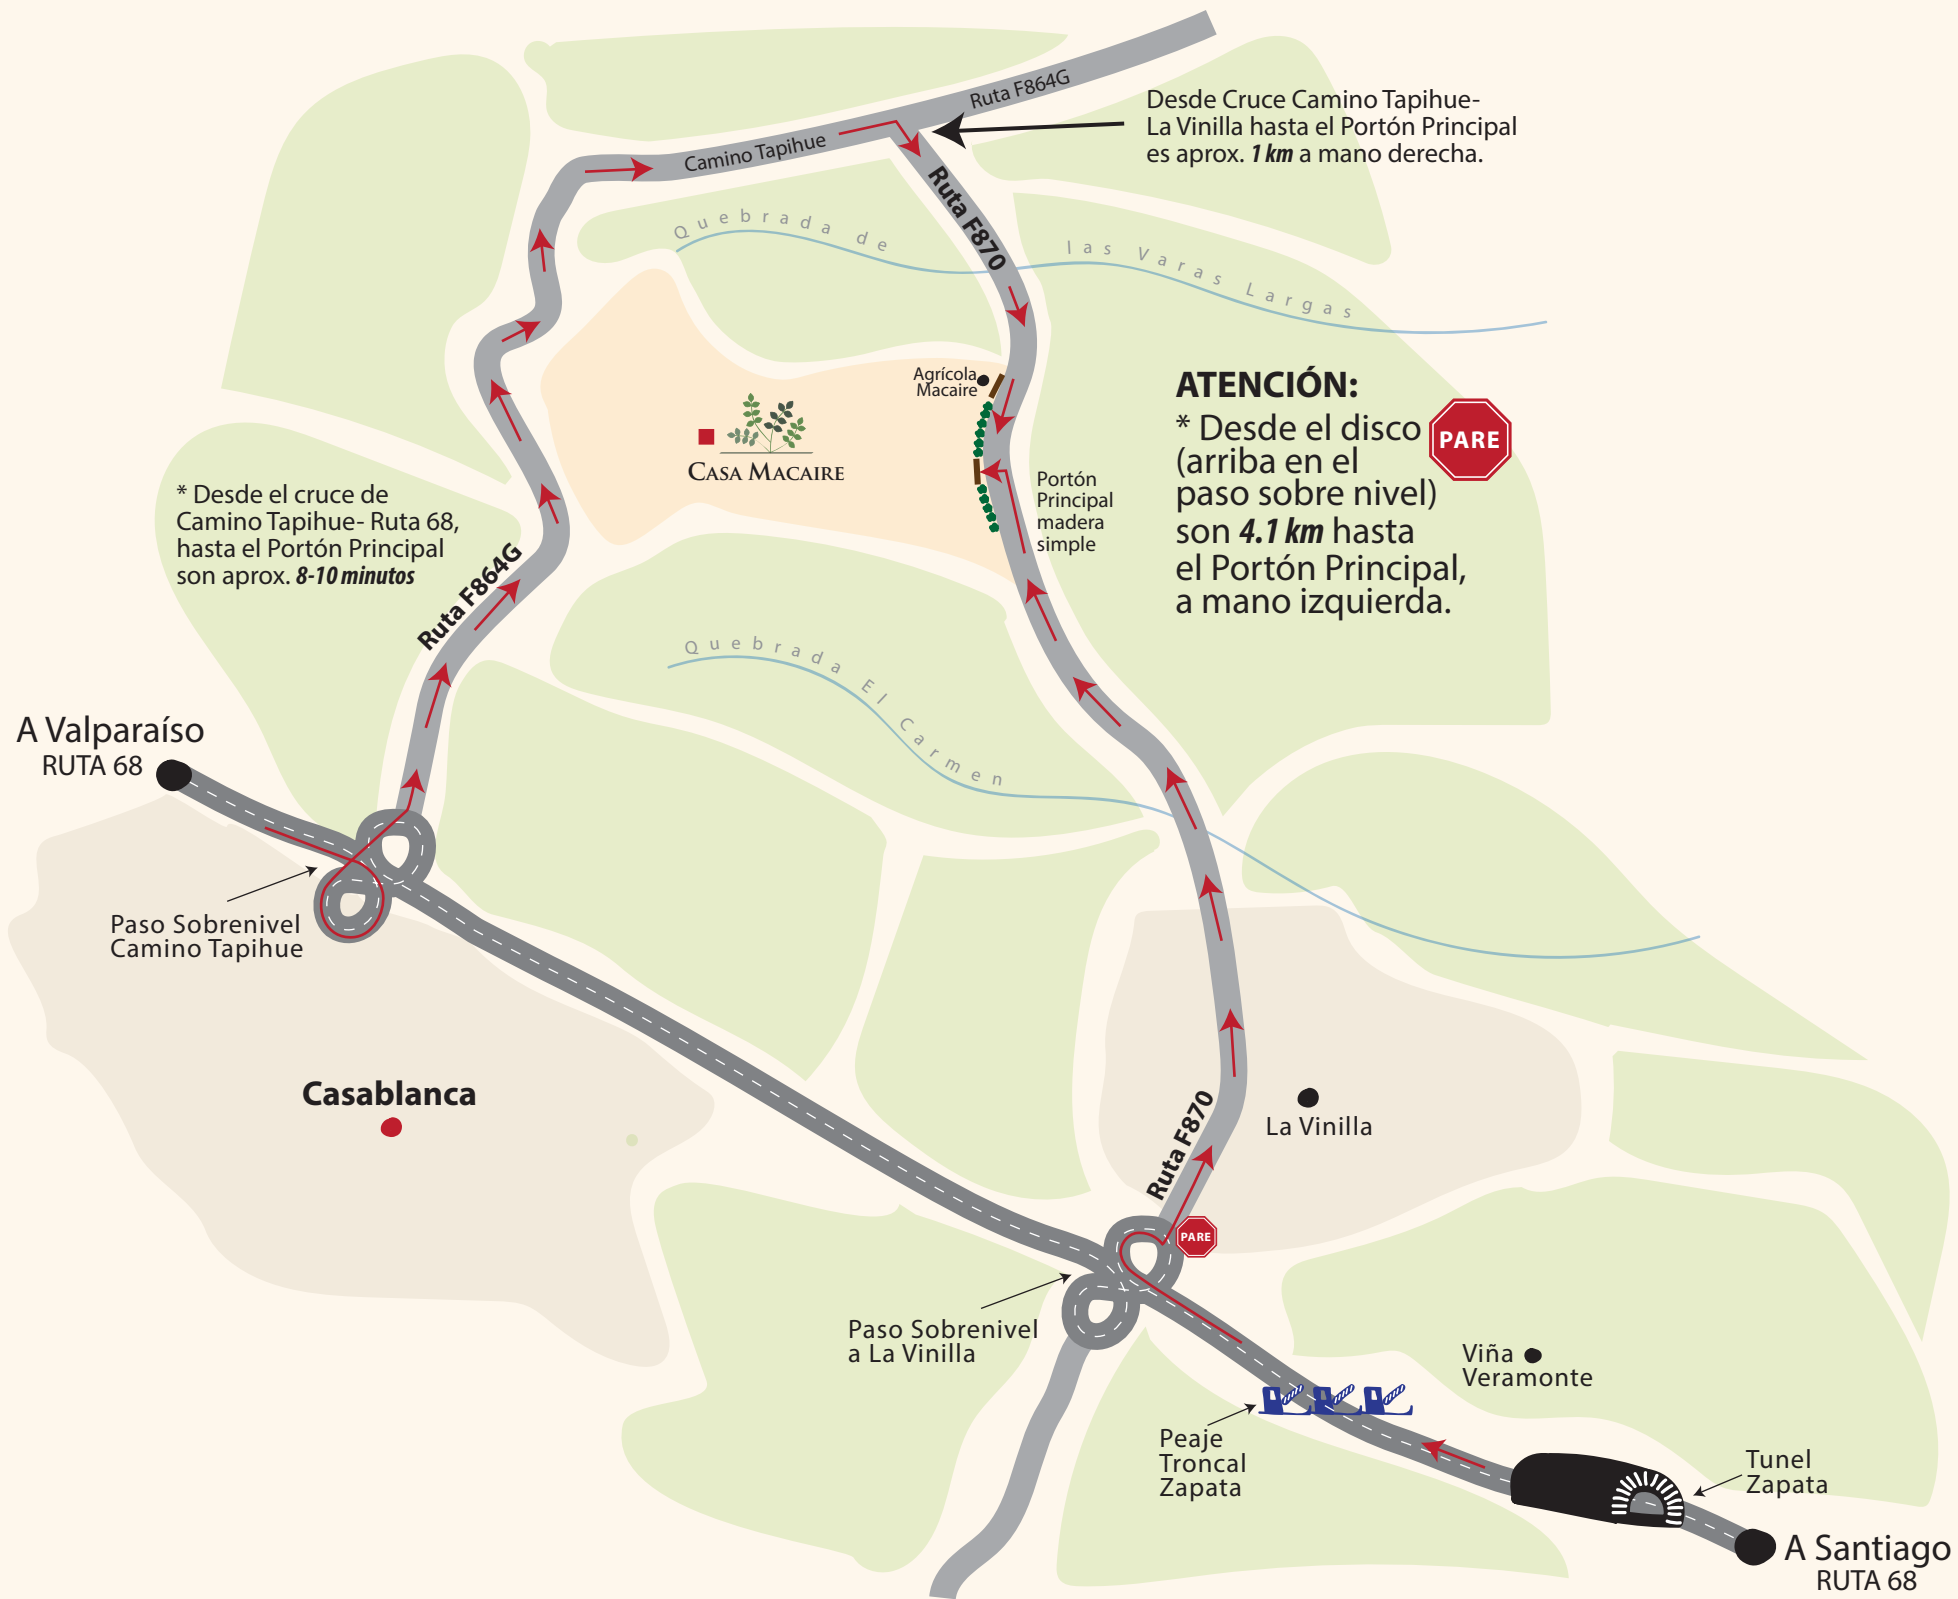 Ruta F864G
Desde Cruce Camino Tapihue-
La Vinilla hasta el Portón Principal
es aprox. 1 km a mano derecha.
Camino Tapihue
Ruta F870
Quebrada de
las Varas Largas
Agrícola
Macaire
CASA MACAIRE
ATENCIÓN:
* Desde el disco
PARE
(arriba en el
paso sobre nivel)
son 4.1 km hasta
el Portón Principal,
a mano izquierda.
Portón
Principal
madera
simple
* Desde el cruce de
Camino Tapihue- Ruta 68,
hasta el Portón Principal
son aprox. 8-10 minutos
Ruta F864G
Quebrada El Carmen
A Valparaíso
RUTA 68
Paso Sobrenivel
Camino Tapihue
Casablanca
La Vinilla
Ruta F870
PARE
Paso Sobrenivel
a La Vinilla
Viña
Veramonte
Peaje
Troncal
Zapata
Tunel
Zapata
A Santiago
RUTA 68